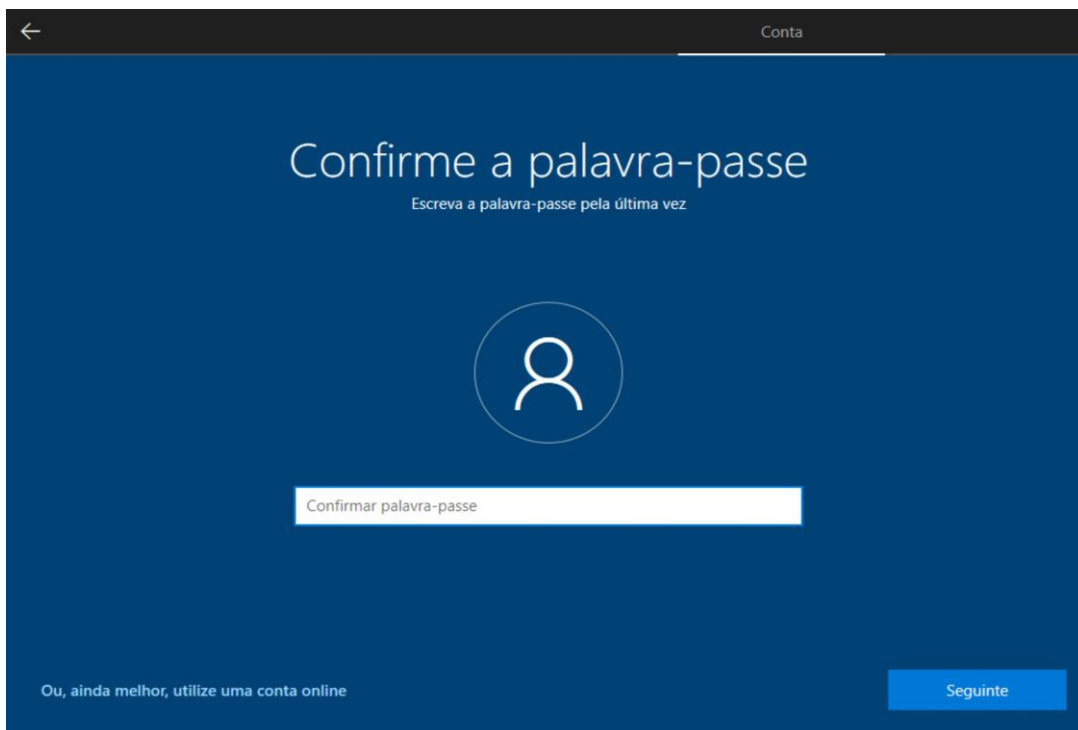 Conta
Confirme a palavra-passe
Escreva a palavra-passe pela última vez
Confirmar palavra-passe
Ou, ainda melhor, utilize uma conta online
Seguinte